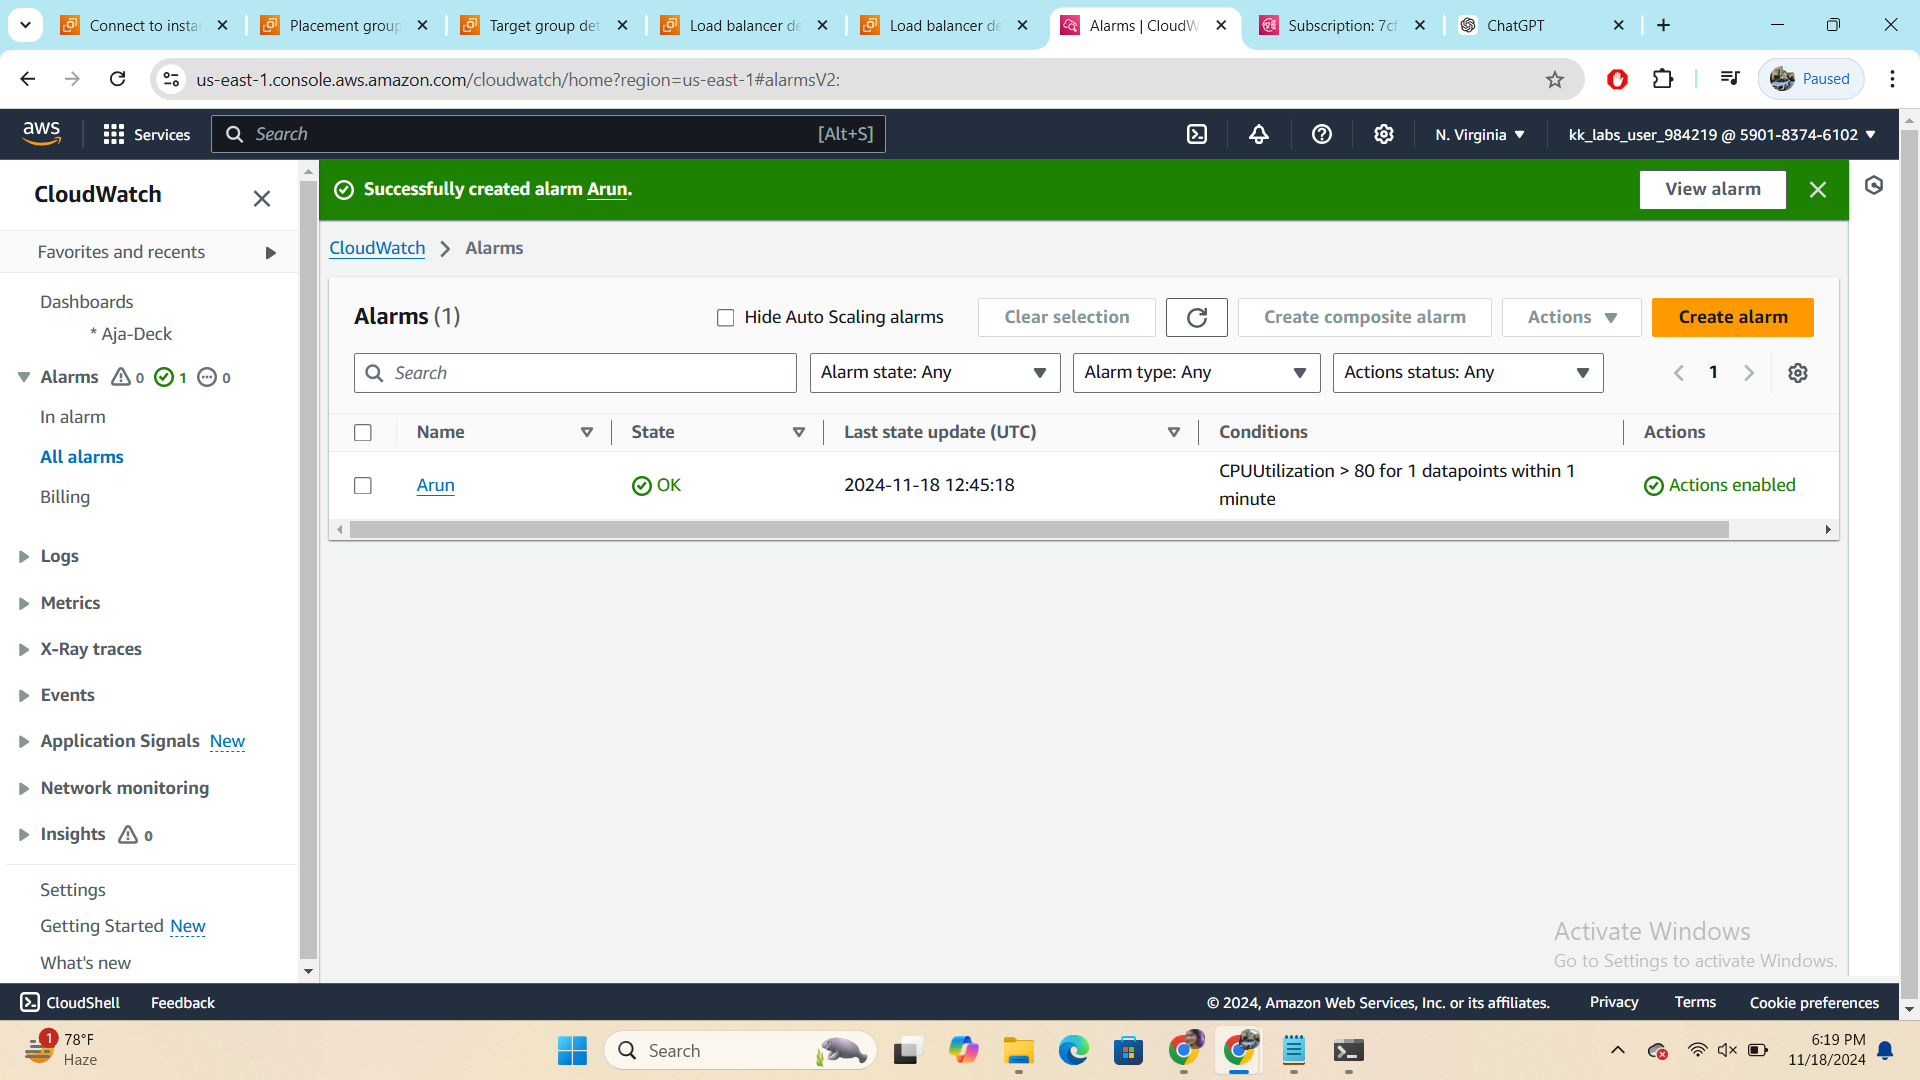 Connect to insta
Placement group
Target group det
Load balancer de
Load balancer de
Alarms | CloudW
Subscription: 7cf
ChatGPT
us-east-1.console.aws.amazon.com/cloudwatch/home?region=us-east-1#alarmsV2:
Paused
aws
Services
Search
[Alt+S]
N. Virginia
kk_labs_user_984219 @ 5901-8374-6102
CloudWatch
Favorites and recents
Dashboards
* Aja-Deck
Alarms 0 1 0
In alarm
All alarms
Billing
Logs
Metrics
X-Ray traces
Events
Application Signals New
Network monitoring
Insights 0
Settings
Getting Started New
What's new
Successfully created alarm Arun.
View alarm
CloudWatch
Alarms
Alarms (1)
Hide Auto Scaling alarms
Clear selection
Create composite alarm
Actions
Create alarm
Search
Alarm state: Any
Alarm type: Any
Actions status: Any
1
Name
State
Last state update (UTC)
Conditions
Actions
Arun
OK
2024-11-18 12:45:18
CPUUtilization > 80 for 1 datapoints within 1
minute
Actions enabled
Activate Windows
Go to Settings to activate Windows.
CloudShell
Feedback
© 2024, Amazon Web Services, Inc. or its affiliates.
Privacy
Terms
Cookie preferences
1
78°F
Haze
Search
6:19 PM
11/18/2024